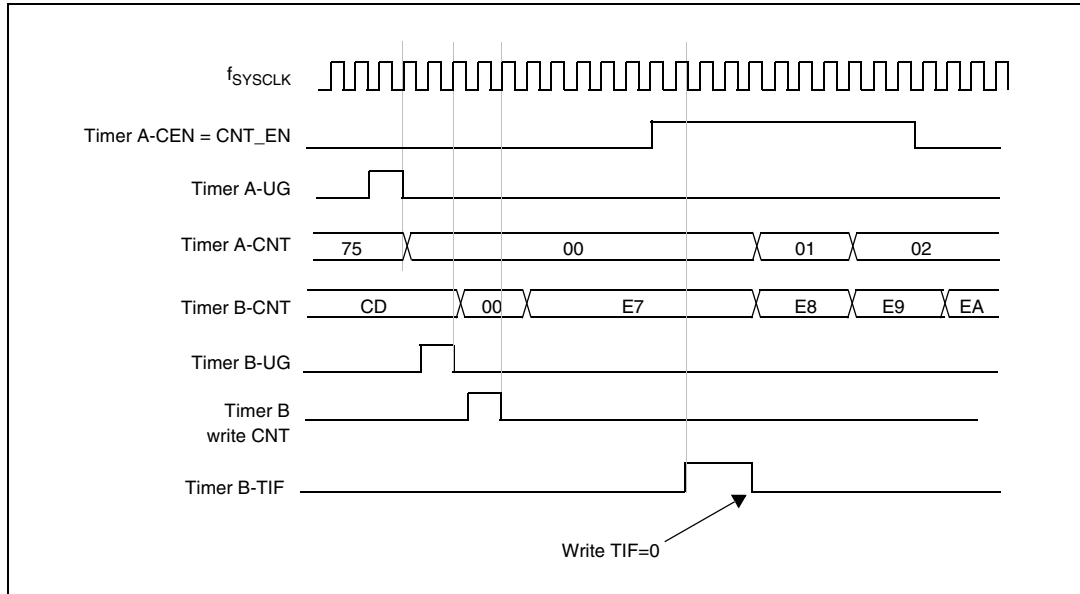 fSYSCLK
Timer A-CEN = CNT_EN
Timer A-UG
Timer A-CNT 75 00 01 02
Timer B-CNT CD 00 E7 E8 E9 EA
Timer B-UG
Timer B
write CNT
Timer B-TIF
Write TIF=0